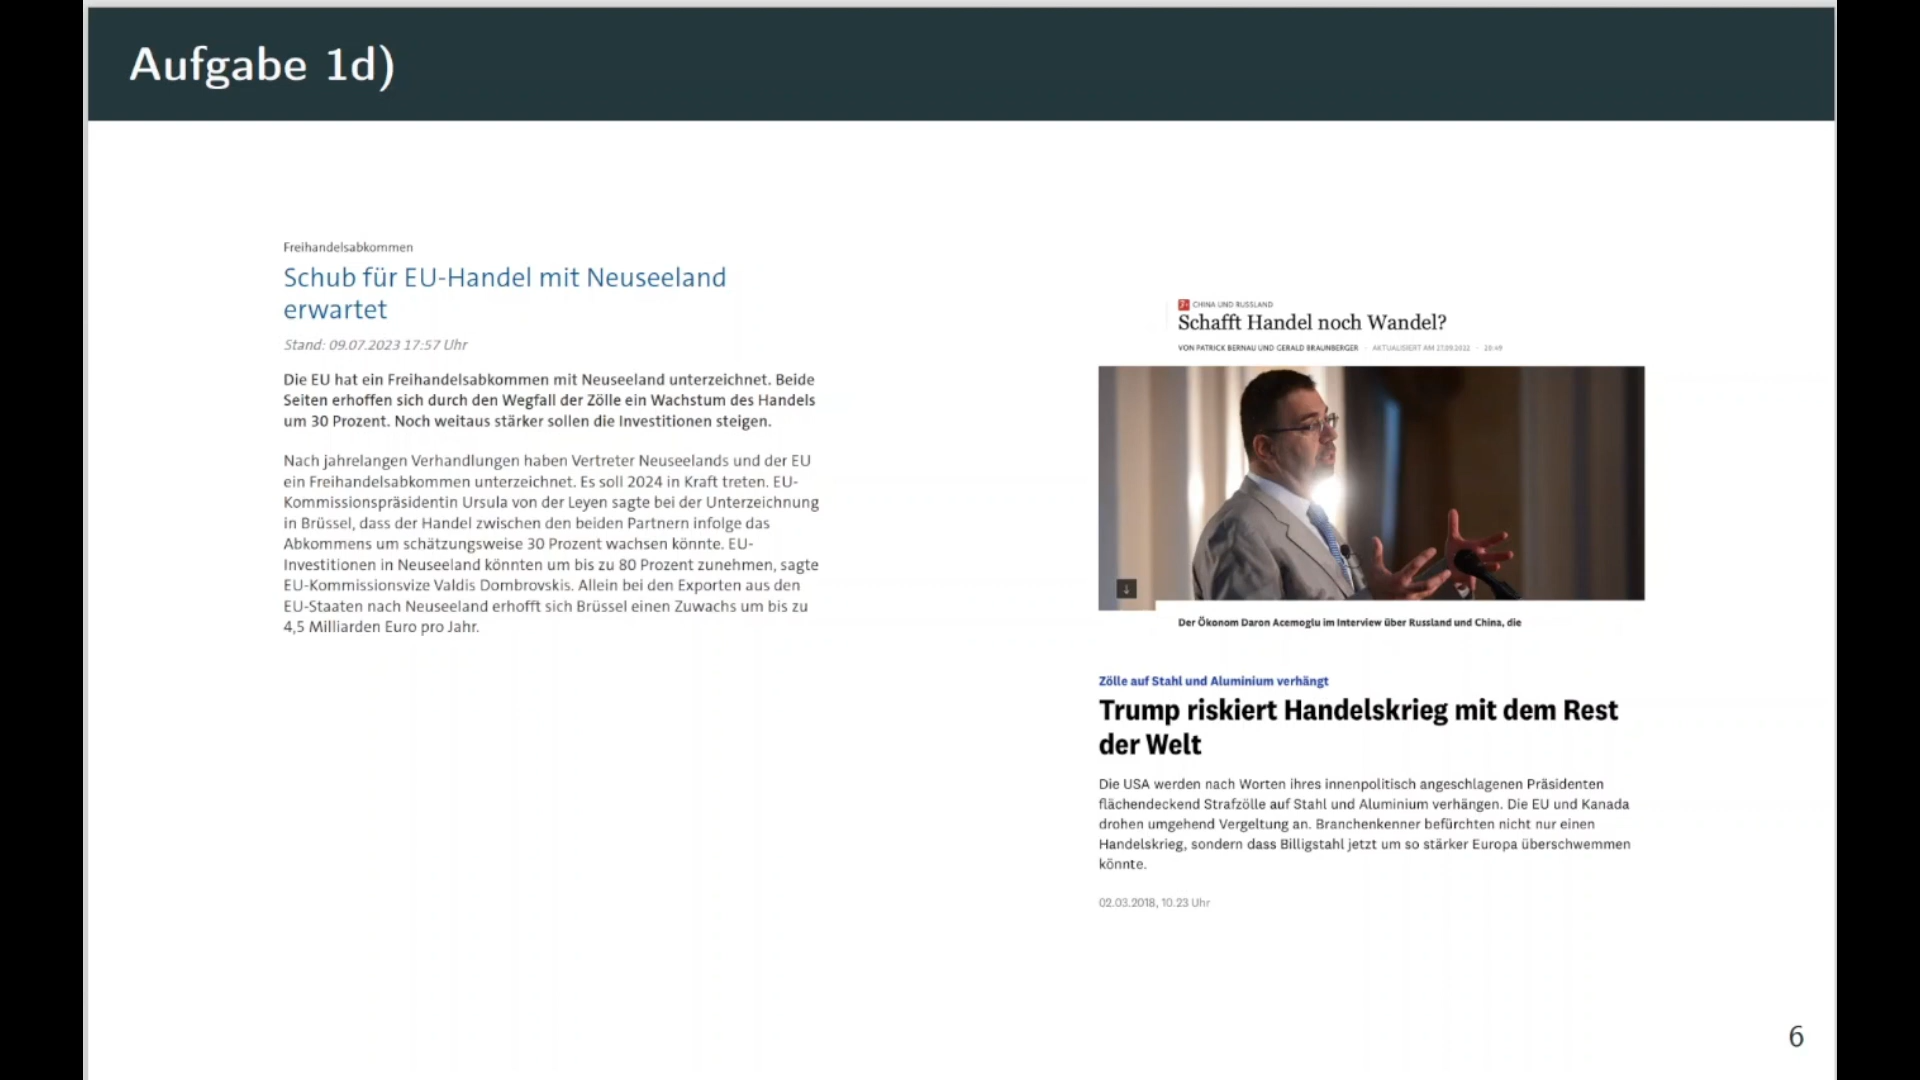 Aufgabe 1d)
Freihandelsabkommen
Schub für EU-Handel mit Neuseeland
erwartet
Stand: 09.07.2023 17:57 Uhr
Die EU hat ein Freihandelsabkommen mit Neuseeland unterzeichnet. Beide
Seiten erhoffen sich durch den Wegfall der Zölle ein Wachstum des Handels
um 30 Prozent. Noch weitaus stärker sollen die Investitionen steigen.
Nach jahrelangen Verhandlungen haben Vertreter Neuseelands und der EU
ein Freihandelsabkommen unterzeichnet. Es soll 2024 in Kraft treten. EU-
Kommissionspräsidentin Ursula von der Leyen sagte bei der Unterzeichnung
in Brüssel, dass der Handel zwischen den beiden Partnern infolge das
Abkommens um schätzungsweise 30 Prozent wachsen könnte. EU-
Investitionen in Neuseeland könnten um bis zu 80 Prozent zunehmen, sagte
EU-Kommissionsvize Valdis Dombrovskis. Allein bei den Exporten aus den
EU-Staaten nach Neuseeland erhofft sich Brüssel einen Zuwachs um bis zu
4,5 Milliarden Euro pro Jahr.
CHINA UND RUSSLAND
Schafft Handel noch Wandel?
VON PATRICK BERNAU UND GERALD BRAUNBERGER - AKTUALISIERT AM 27.09.2022 - 20:49
Der Ökonom Daron Acemoglu im Interview über Russland und China, die
Zölle auf Stahl und Aluminium verhängt
Trump riskiert Handelskrieg mit dem Rest
der Welt
Die USA werden nach Worten ihres innenpolitisch angeschlagenen Präsidenten
flächendeckend Strafzölle auf Stahl und Aluminium verhängen. Die EU und Kanada
drohen umgehend Vergeltung an. Branchenkenner befürchten nicht nur einen
Handelskrieg, sondern dass Billigstahl jetzt um so stärker Europa überschwemmen
könnte.
02.03.2018, 10.23 Uhr
6